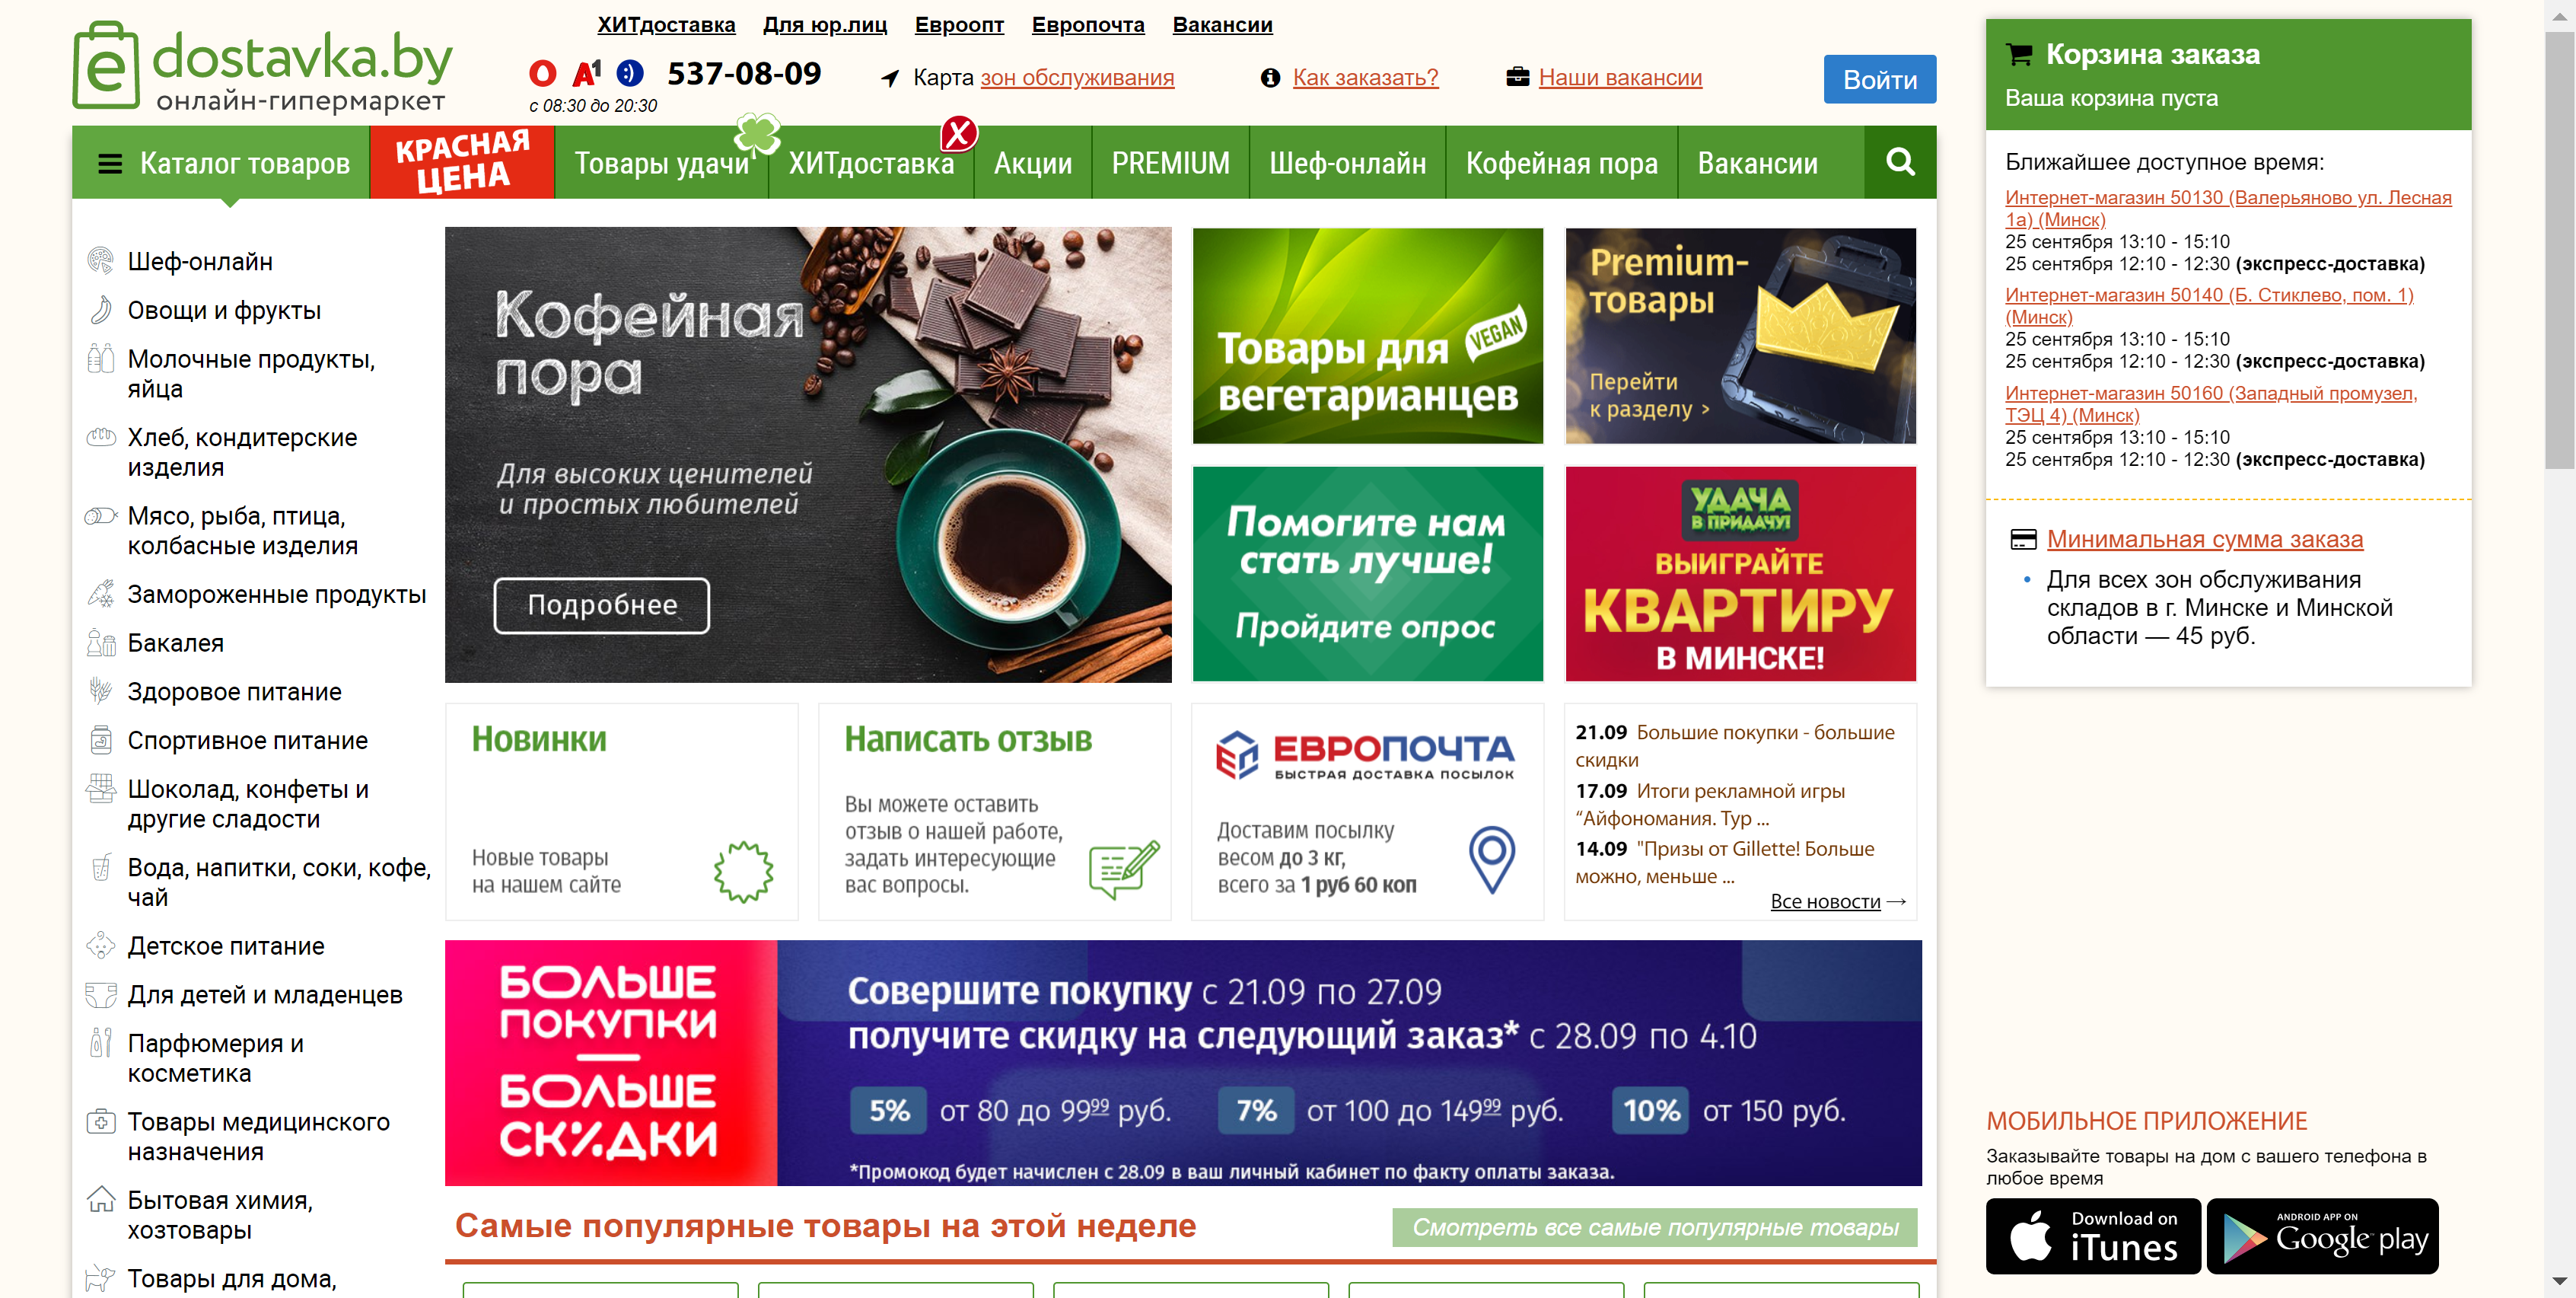 ХИТдоставка Для юр.лиц Евроопт Европочта Вакансии
e dostavka.by
онлайн-гипермаркет
A1 :) 537-08-09
с 08:30 до 20:30
Карта зон обслуживания
Как заказать?
Наши вакансии
Войти
Каталог товаров
КРАСНАЯ
ЦЕНА
Товары удачи
ХИТдоставка
X
Акции
PREMIUM
Шеф-онлайн
Кофейная пора
Вакансии
Шеф-онлайн
Овощи и фрукты
Молочные продукты,
яйца
Хлеб, кондитерские
изделия
Мясо, рыба, птица,
колбасные изделия
Замороженные продукты
Бакалея
Здоровое питание
Спортивное питание
Шоколад, конфеты и
другие сладости
Вода, напитки, соки, кофе,
чай
Детское питание
Для детей и младенцев
Парфюмерия и
косметика
Товары медицинского
назначения
Бытовая химия,
хозтовары
Товары для дома,
Кофейная
пора
Для высоких ценителей
и простых любителей
Подробнее
VEGAN
Товары для
вегетарианцев
Premium-
товары
Перейти
к разделу >
Помогите нам
стать лучше!
Пройдите опрос
УДАЧА
В ПРИДАЧУ!
ВЫИГРАЙТЕ
КВАРТИРУ
В МИНСКЕ!
Новинки
Новые товары
на нашем сайте
Написать отзыв
Вы можете оставить
отзыв о нашей работе,
задать интересующие
вас вопросы.
ЕВРОПОЧТА
БЫСТРАЯ ДОСТАВКА ПОСЫЛОК
Доставим посылку
весом до 3 кг,
всего за 1 руб 60 коп
21.09 Большие покупки - большие
скидки
17.09 Итоги рекламной игры
“Айфономания. Тур ...
14.09 "Призы от Gillette! Больше
можно, меньше ...
Все новости →
БОЛЬШЕ
ПОКУПКИ
—
БОЛЬШЕ
СКИДКИ
Совершите покупку с 21.09 по 27.09
получите скидку на следующий заказ* с 28.09 по 4.10
5% от 80 до 99 99 руб. 7% от 100 до 149 99 руб. 10% от 150 руб.
*Промокод будет начислен с 28.09 в ваш личный кабинет по факту оплаты заказа.
Самые популярные товары на этой неделе
Смотреть все самые популярные товары
Корзина заказа
Ваша корзина пуста
Ближайшее доступное время:
Интернет-магазин 50130 (Валерьяново ул. Лесная
1а) (Минск)
25 сентября 13:10 - 15:10
25 сентября 12:10 - 12:30 (экспресс-доставка)
Интернет-магазин 50140 (Б. Стиклево, пом. 1)
(Минск)
25 сентября 13:10 - 15:10
25 сентября 12:10 - 12:30 (экспресс-доставка)
Интернет-магазин 50160 (Западный промузел,
ТЭЦ 4) (Минск)
25 сентября 13:10 - 15:10
25 сентября 12:10 - 12:30 (экспресс-доставка)
Минимальная сумма заказа
• Для всех зон обслуживания
складов в г. Минске и Минской
области — 45 руб.
МОБИЛЬНОЕ ПРИЛОЖЕНИЕ
Заказывайте товары на дом с вашего телефона в
любое время
Download on
iTunes
ANDROID APP ON
Google play